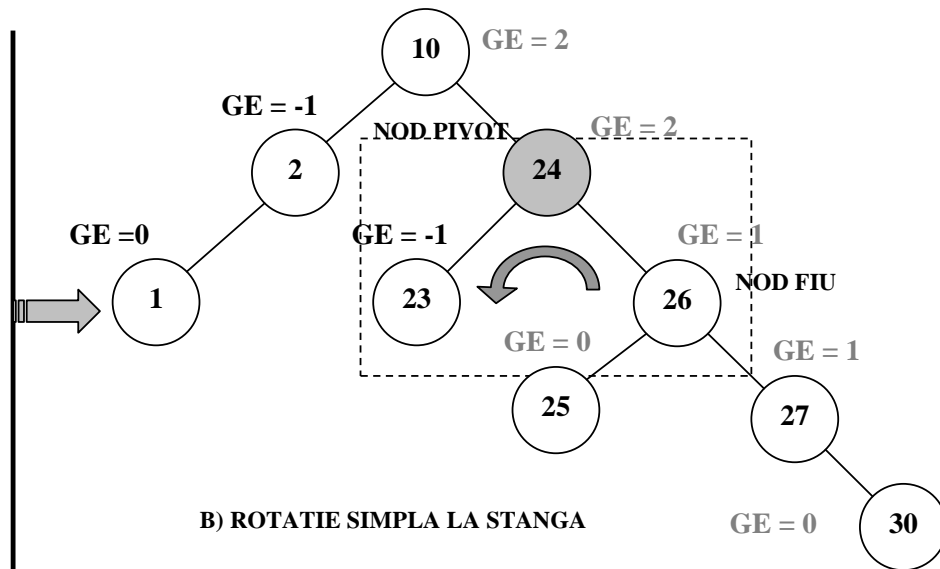 10
GE = 2
GE = -1
NOD PIVOT
GE = 2
2
24
GE =0
GE = -1
GE = 1
1
23
26
NOD FIU
GE = 0
GE = 1
25
27
B) ROTATIE SIMPLA LA STANGA
GE = 0
30